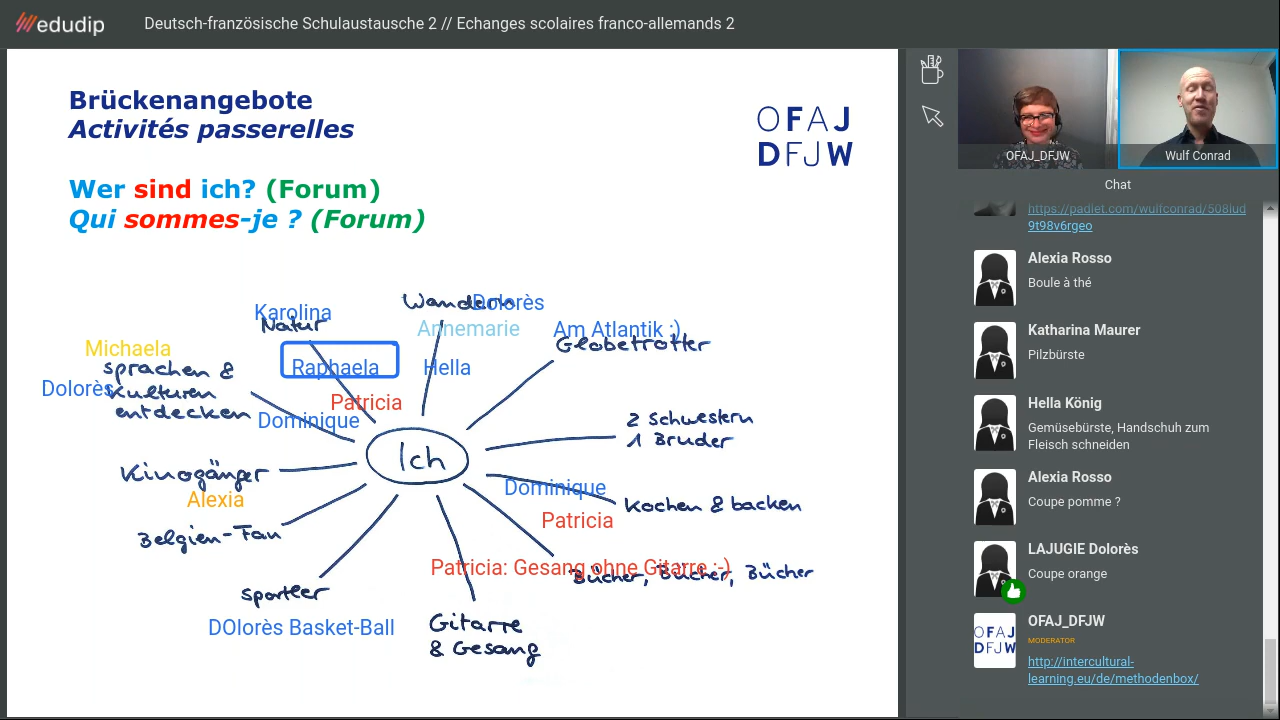 edudip
Deutsch-französische Schulaustausche 2 // Echanges scolaires franco-allemands 2
Brückenangebote
Activités passerelles
OFAJ
DFJW
Wer sind ich? (Forum)
Qui sommes-je ? (Forum)
Karolina
Natur
Wandern
Dolorès
Annemarie
Am Atlantik :)
Globetrotter
Michaela
sprachen &
kulturen
entdecken
Dolorès
Raphaela
Hella
Patricia
Dominique
2 Schwestern
1 Bruder
Ich
Kinogänger
Alexia
Dominique
Kochen & backen
Patricia
Belgien-Fan
Patricia: Gesang ohne Gitarre :-)
Bücher, Bücher, Bücher
sportler
DOlorès Basket-Ball
Gitarre
& Gesang
OFAJ_DFJW
Wulf Conrad
Chat
https://padlet.com/wulfconrad/508lud
9t98v6rgeo
Alexia Rosso
Boule à thé
Katharina Maurer
Pilzbürste
Hella König
Gemüsebürste, Handschuh zum
Fleisch schneiden
Alexia Rosso
Coupe pomme ?
LAJUGIE Dolorès
Coupe orange
OFAJ
DFJW
OFAJ_DFJW
MODERATOR
http://intercultural-
learning.eu/de/methodenbox/